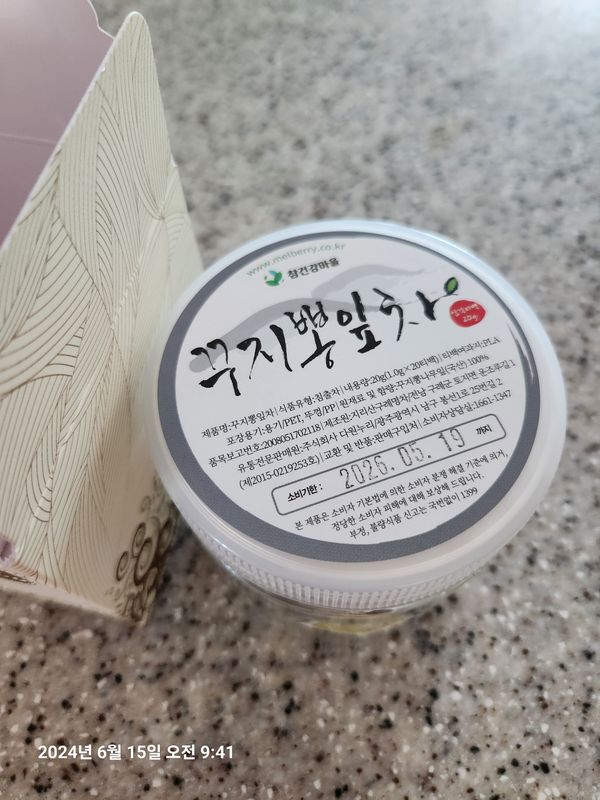 www.melberry.co.kr
참건강마을
꾸지뽕잎차
20g
제품명:꾸지뽕잎차 | 식품유형:침출차 | 내용량:20g(1.0g×20티백) | 티백여과지:PLA
포장용기:용기/PET, 뚜껑/PP | 원재료 및 함량:꾸지뽕나무잎(국산) 100%
품목보고번호:2008051702118 | 제조원:지리산구례명차/전남 구례군 토지면 운조루길 1
유통전문판매원:주식회사 다원누리/광주광역시 남구 봉선1로 25번길 2
(제2015-0219253호) | 교환 및 반품:판매구입처 | 소비자상담실:1661.1347
소비기한 : 2026.05.19 까지
본 제품은 소비자 기본법에 의한 소비자 분쟁 해결 기준에 의거,
정당한 소비자 피해에 대해 보상해 드립니다.
부정, 불량식품 신고는 국번없이 1399
2024년 6월 15일 오전 9:41